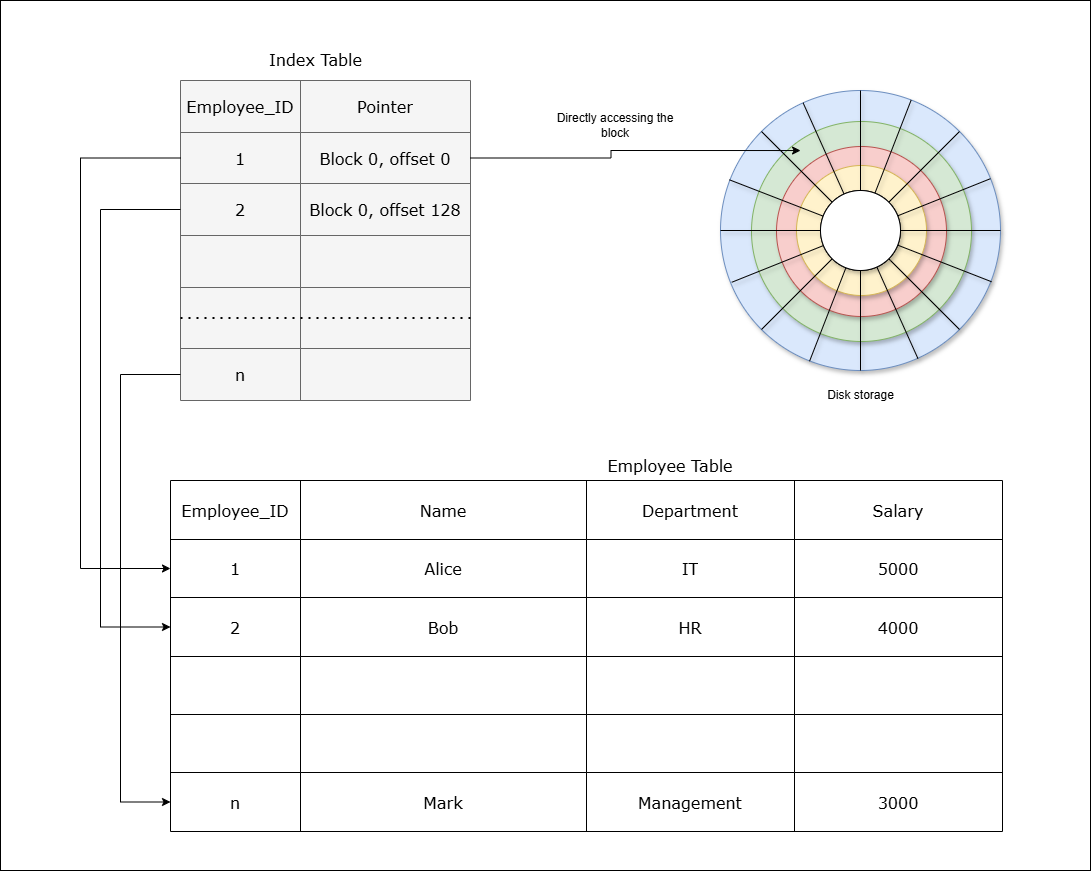 Index Table
Employee_ID Pointer
1 Block 0, offset 0
2 Block 0, offset 128
n
Directly accessing the
block
Disk storage
Employee Table
Employee_ID Name Department Salary
1 Alice IT 5000
2 Bob HR 4000
n Mark Management 3000